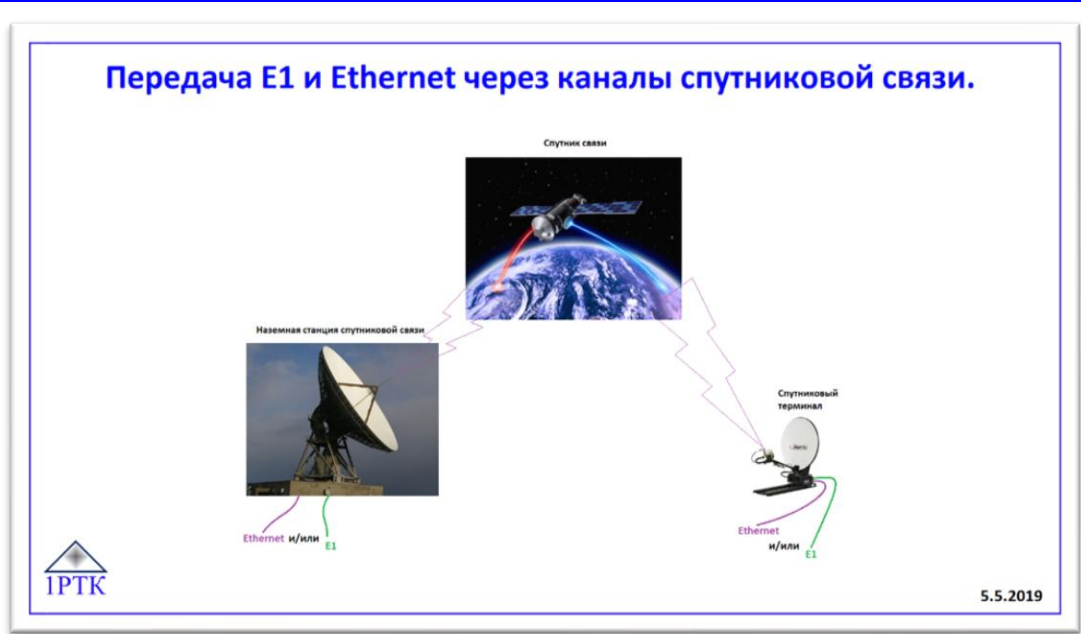 Передача E1 и Ethernet через каналы спутниковой связи.
Спутник связи
Наземная станция спутниковой связи
Спутниковый
терминал
Ethernet и/или E1
Ethernet
и/или E1
1РТК
5.5.2019